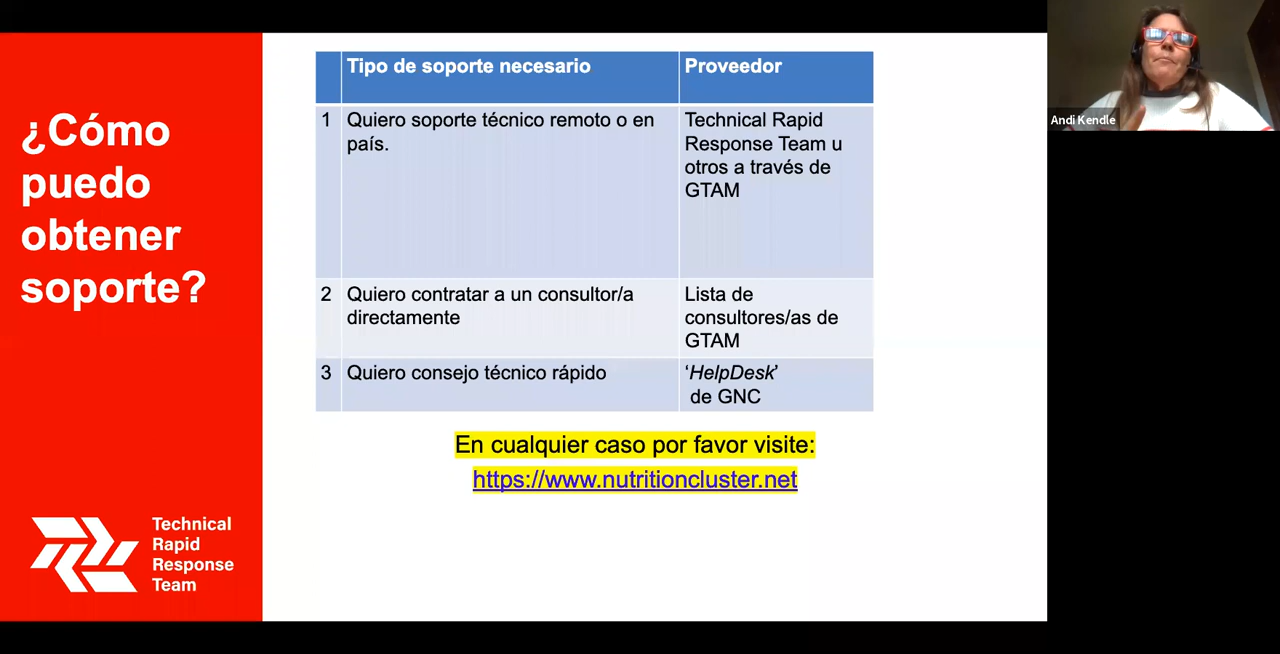 ¿Cómo
puedo
obtener
soporte?
Technical
Rapid
Response
Team
Tipo de soporte necesario
Proveedor
1
Quiero soporte técnico remoto o en
país.
Technical Rapid
Response Team u
otros a través de
GTAM
2
Quiero contratar a un consultor/a
directamente
Lista de
consultores/as de
GTAM
3
Quiero consejo técnico rápido
‘HelpDesk’
de GNC
En cualquier caso por favor visite:
https://www.nutritioncluster.net
Andi Kendle